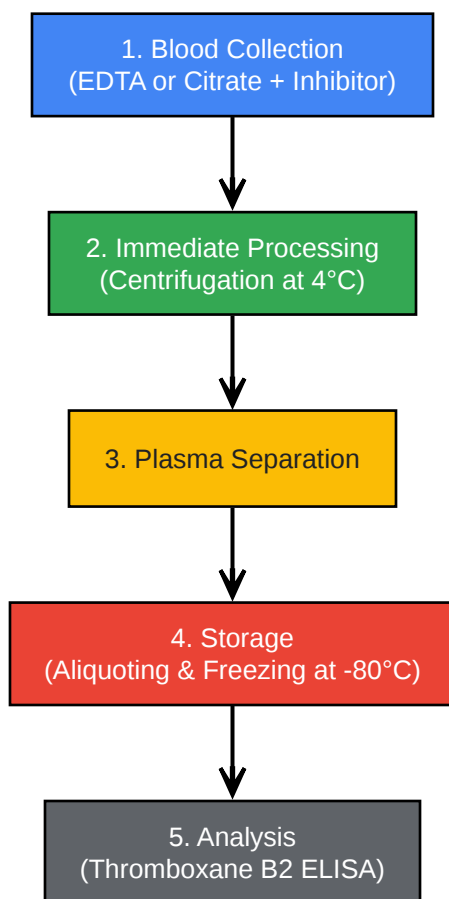 1. Blood Collection
(EDTA or Citrate + Inhibitor)
2. Immediate Processing
(Centrifugation at 4°C)
3. Plasma Separation
4. Storage
(Aliquoting & Freezing at -80°C)
5. Analysis
(Thromboxane B2 ELISA)